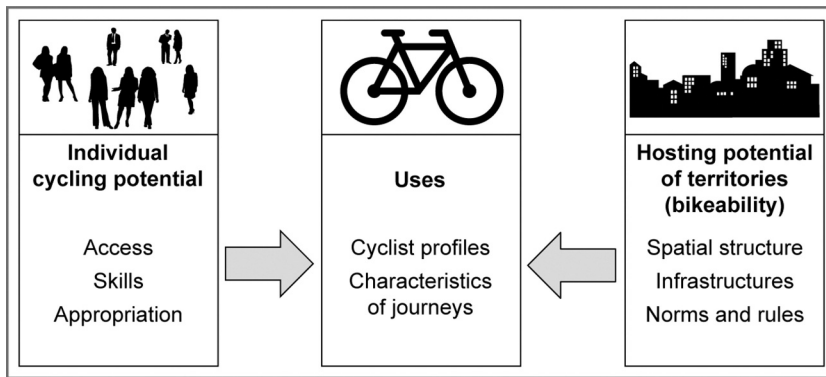 Individual
cycling potential
Access
Skills
Appropriation
Uses
Cyclist profiles
Characteristics
of journeys
Hosting potential
of territories
(bikeability)
Spatial structure
Infrastructures
Norms and rules